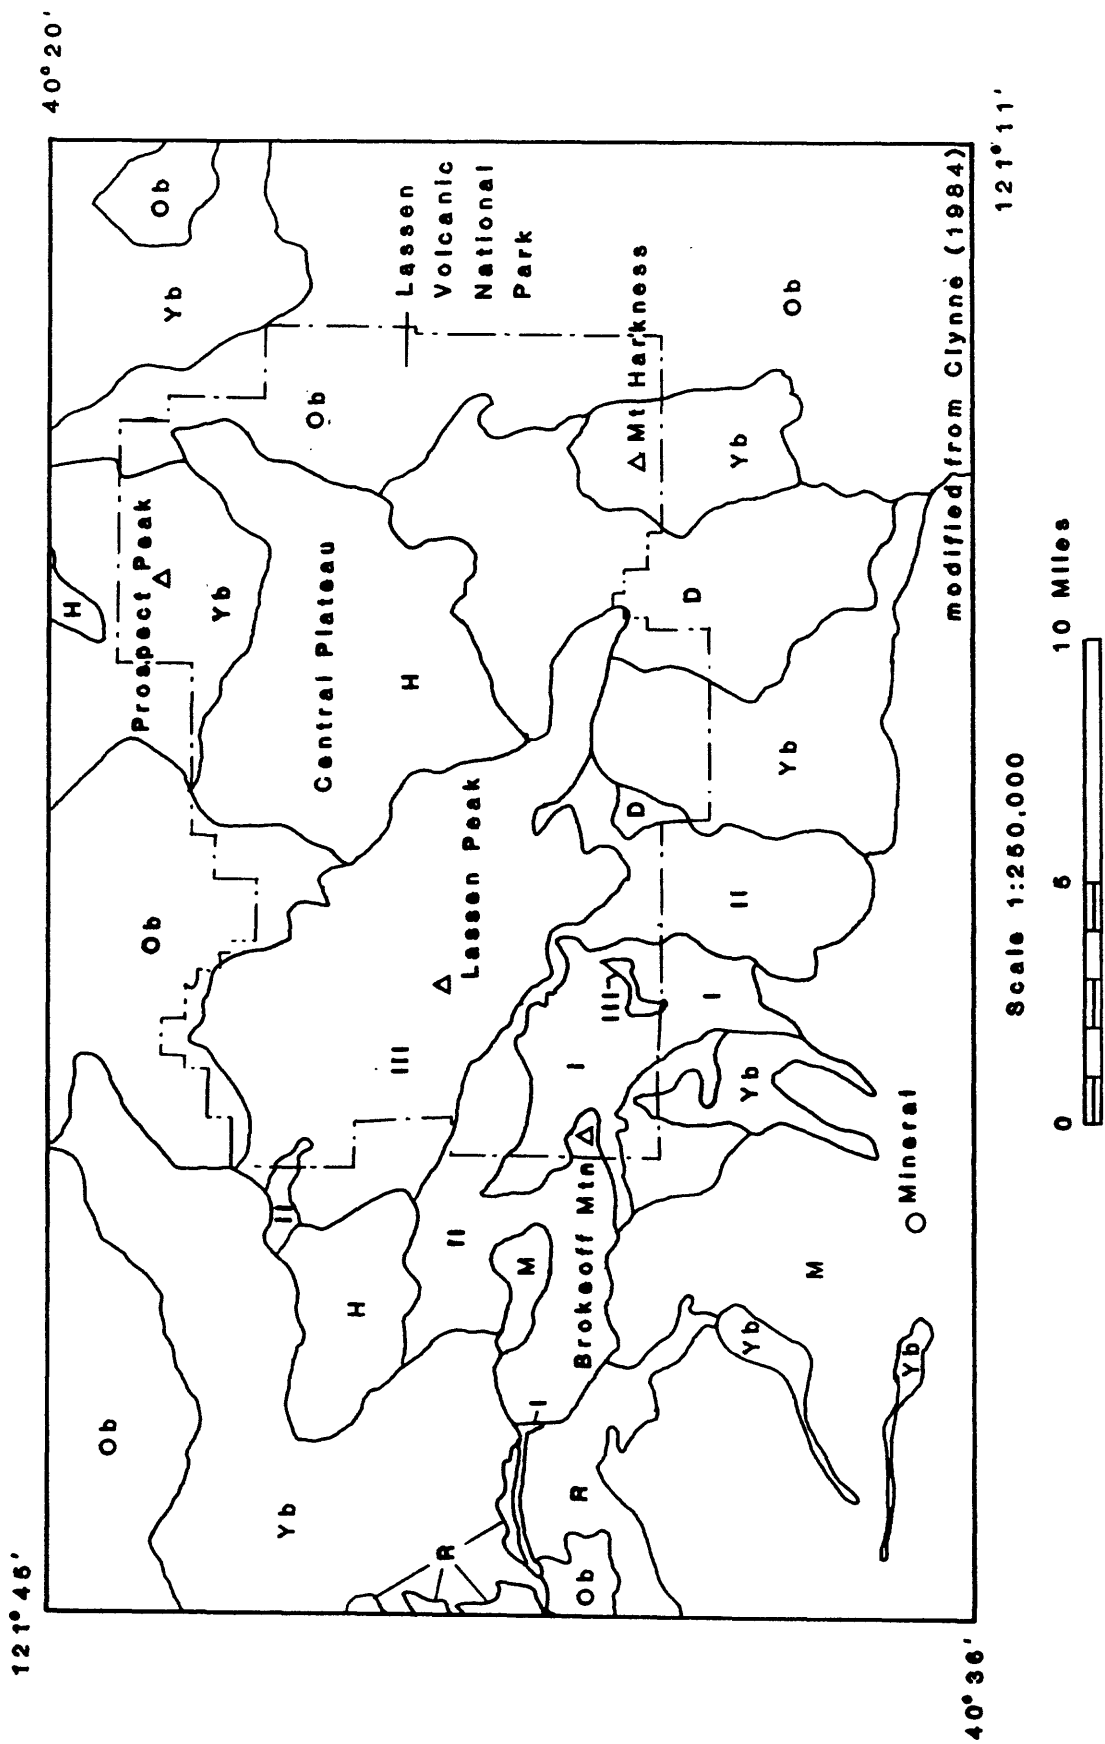 121°45'
40°20'
H
Ob
Prospect Peak
Ob
Ob
Yb
Yb
II
Yb
Ob
Central Plateau
H
III
H
Lassen
Volcanic
National
Park
R
II
Lassen Peak
M
I
I
R
Brokeoff Mtn
Ob
III
D
Mt Harkness
D
I
II
Yb
Yb
Yb
Yb
Ob
M
Mineral
Yb
modified from Clynne (1984)
40°36'
121°11'
Scale 1:250,000
0 5 10 Miles